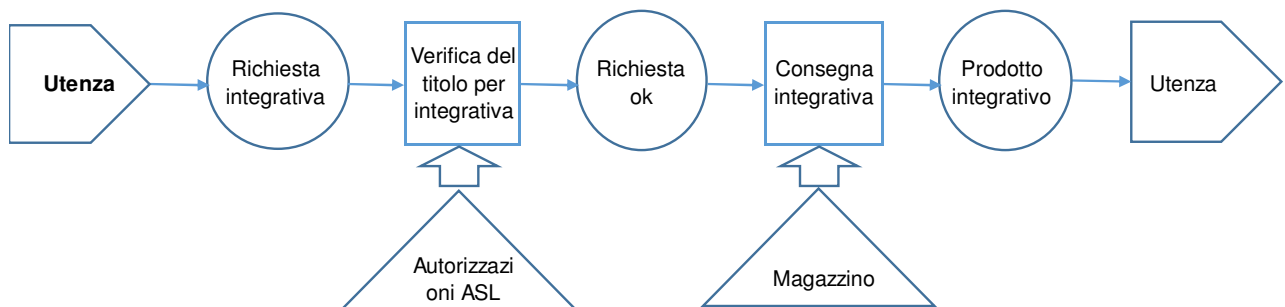 Utenza
Richiesta
integrativa
Verifica del
titolo per
integrativa
Richiesta
ok
Consegna
integrativa
Prodotto
integrativo
Utenza
Autorizzazi
oni ASL
Magazzino